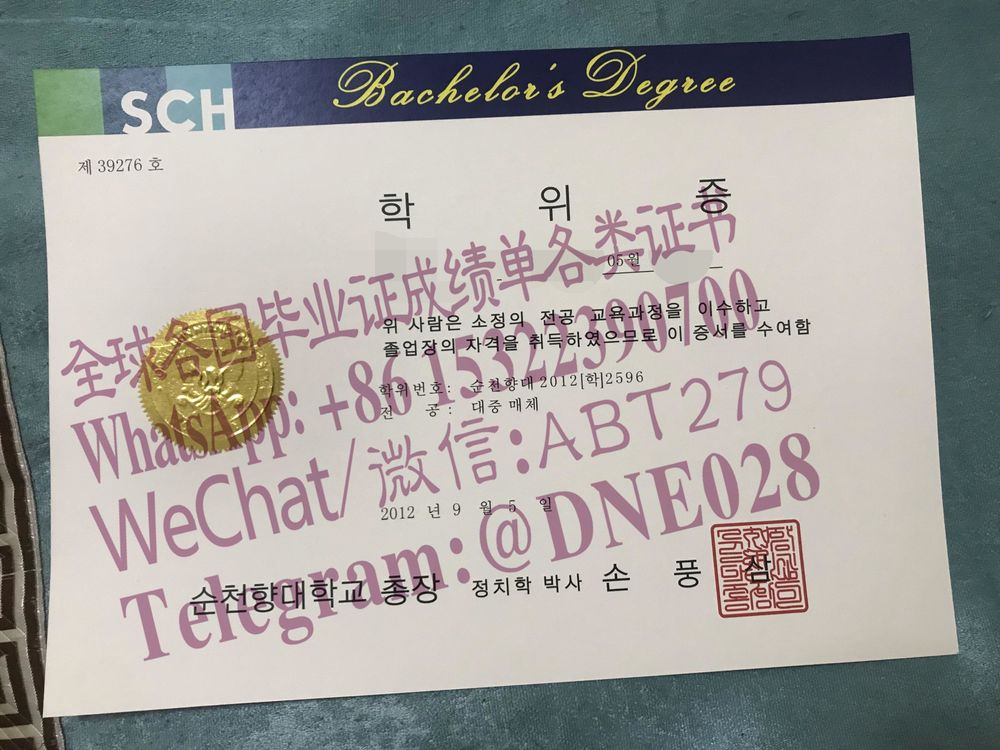 SCH
Bachelor's Degree
제 39276 호
학 위 증
05월
위 사람은 소정의 전공 교육과정을 이수하고
졸업장의 자격을 취득하였으므로 이 증서를 수여함
학위번호: 순천향대 2012[학]2596
전 공: 대중 매체
2012 년 9 월 5 일
순천향대학교 총장 정치학 박사 손 풍 삼
全球各国毕业证成绩单各类证书
WhatsApp: +8615322390700
WeChat/微信:ABT279
Telegram:@DNE028